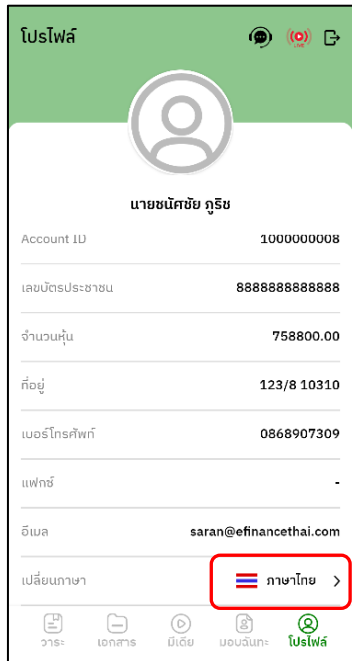 โปรไฟล์
LIVE
นายชนัศชัย ภูริช
Account ID 1000000008
เลขบัตรประชาชน 8888888888888
จำนวนหุ้น 758800.00
ที่อยู่ 123/8 10310
เบอร์โทรศัพท์ 0868907309
แฟกซ์ -
อีเมล saran@efinancethai.com
เปลี่ยนภาษา ภาษาไทย
วาระ เอกสาร มีเดีย มอบฉันทะ โปรไฟล์